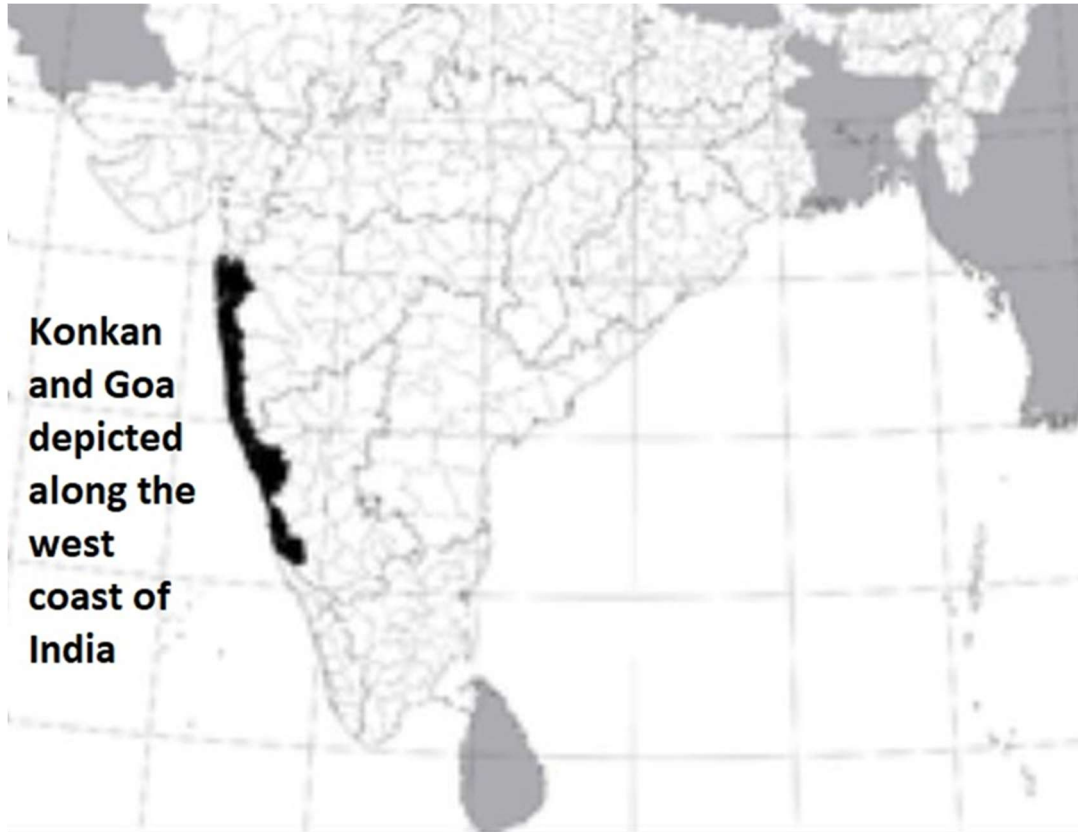 Konkan
and Goa
depicted
along the
west
coast of
India